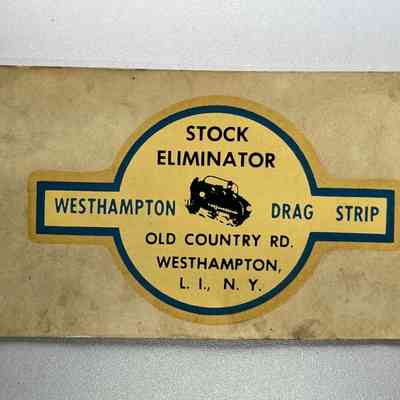 STOCK
ELIMINATOR
WESTHAMPTON DRAG STRIP
OLD COUNTRY RD.
WESTHAMPTON,
L. I., N. Y.